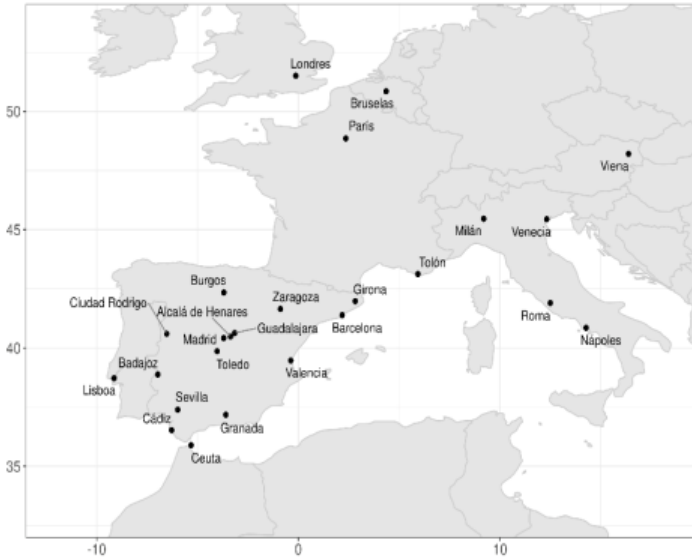 Londres
50
Bruselas
París
Viena
45
Milán
Venecia
Tolón
Burgos
Girona
Zaragoza
Ciudad Rodrigo
Alcalá de Henares
Roma
Guadalajara
Barcelona
Madrid
Nápoles
40
Badajoz
Toledo
Valencia
Lisboa
Sevilla
Cádiz
Granada
Ceuta
35
-10
0
10